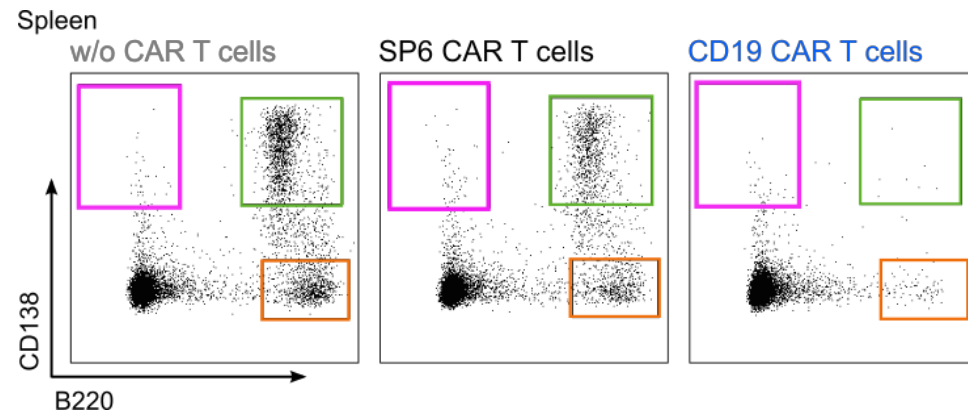 Spleen
w/o CAR T cells
SP6 CAR T cells
CD19 CAR T cells
CD138
B220